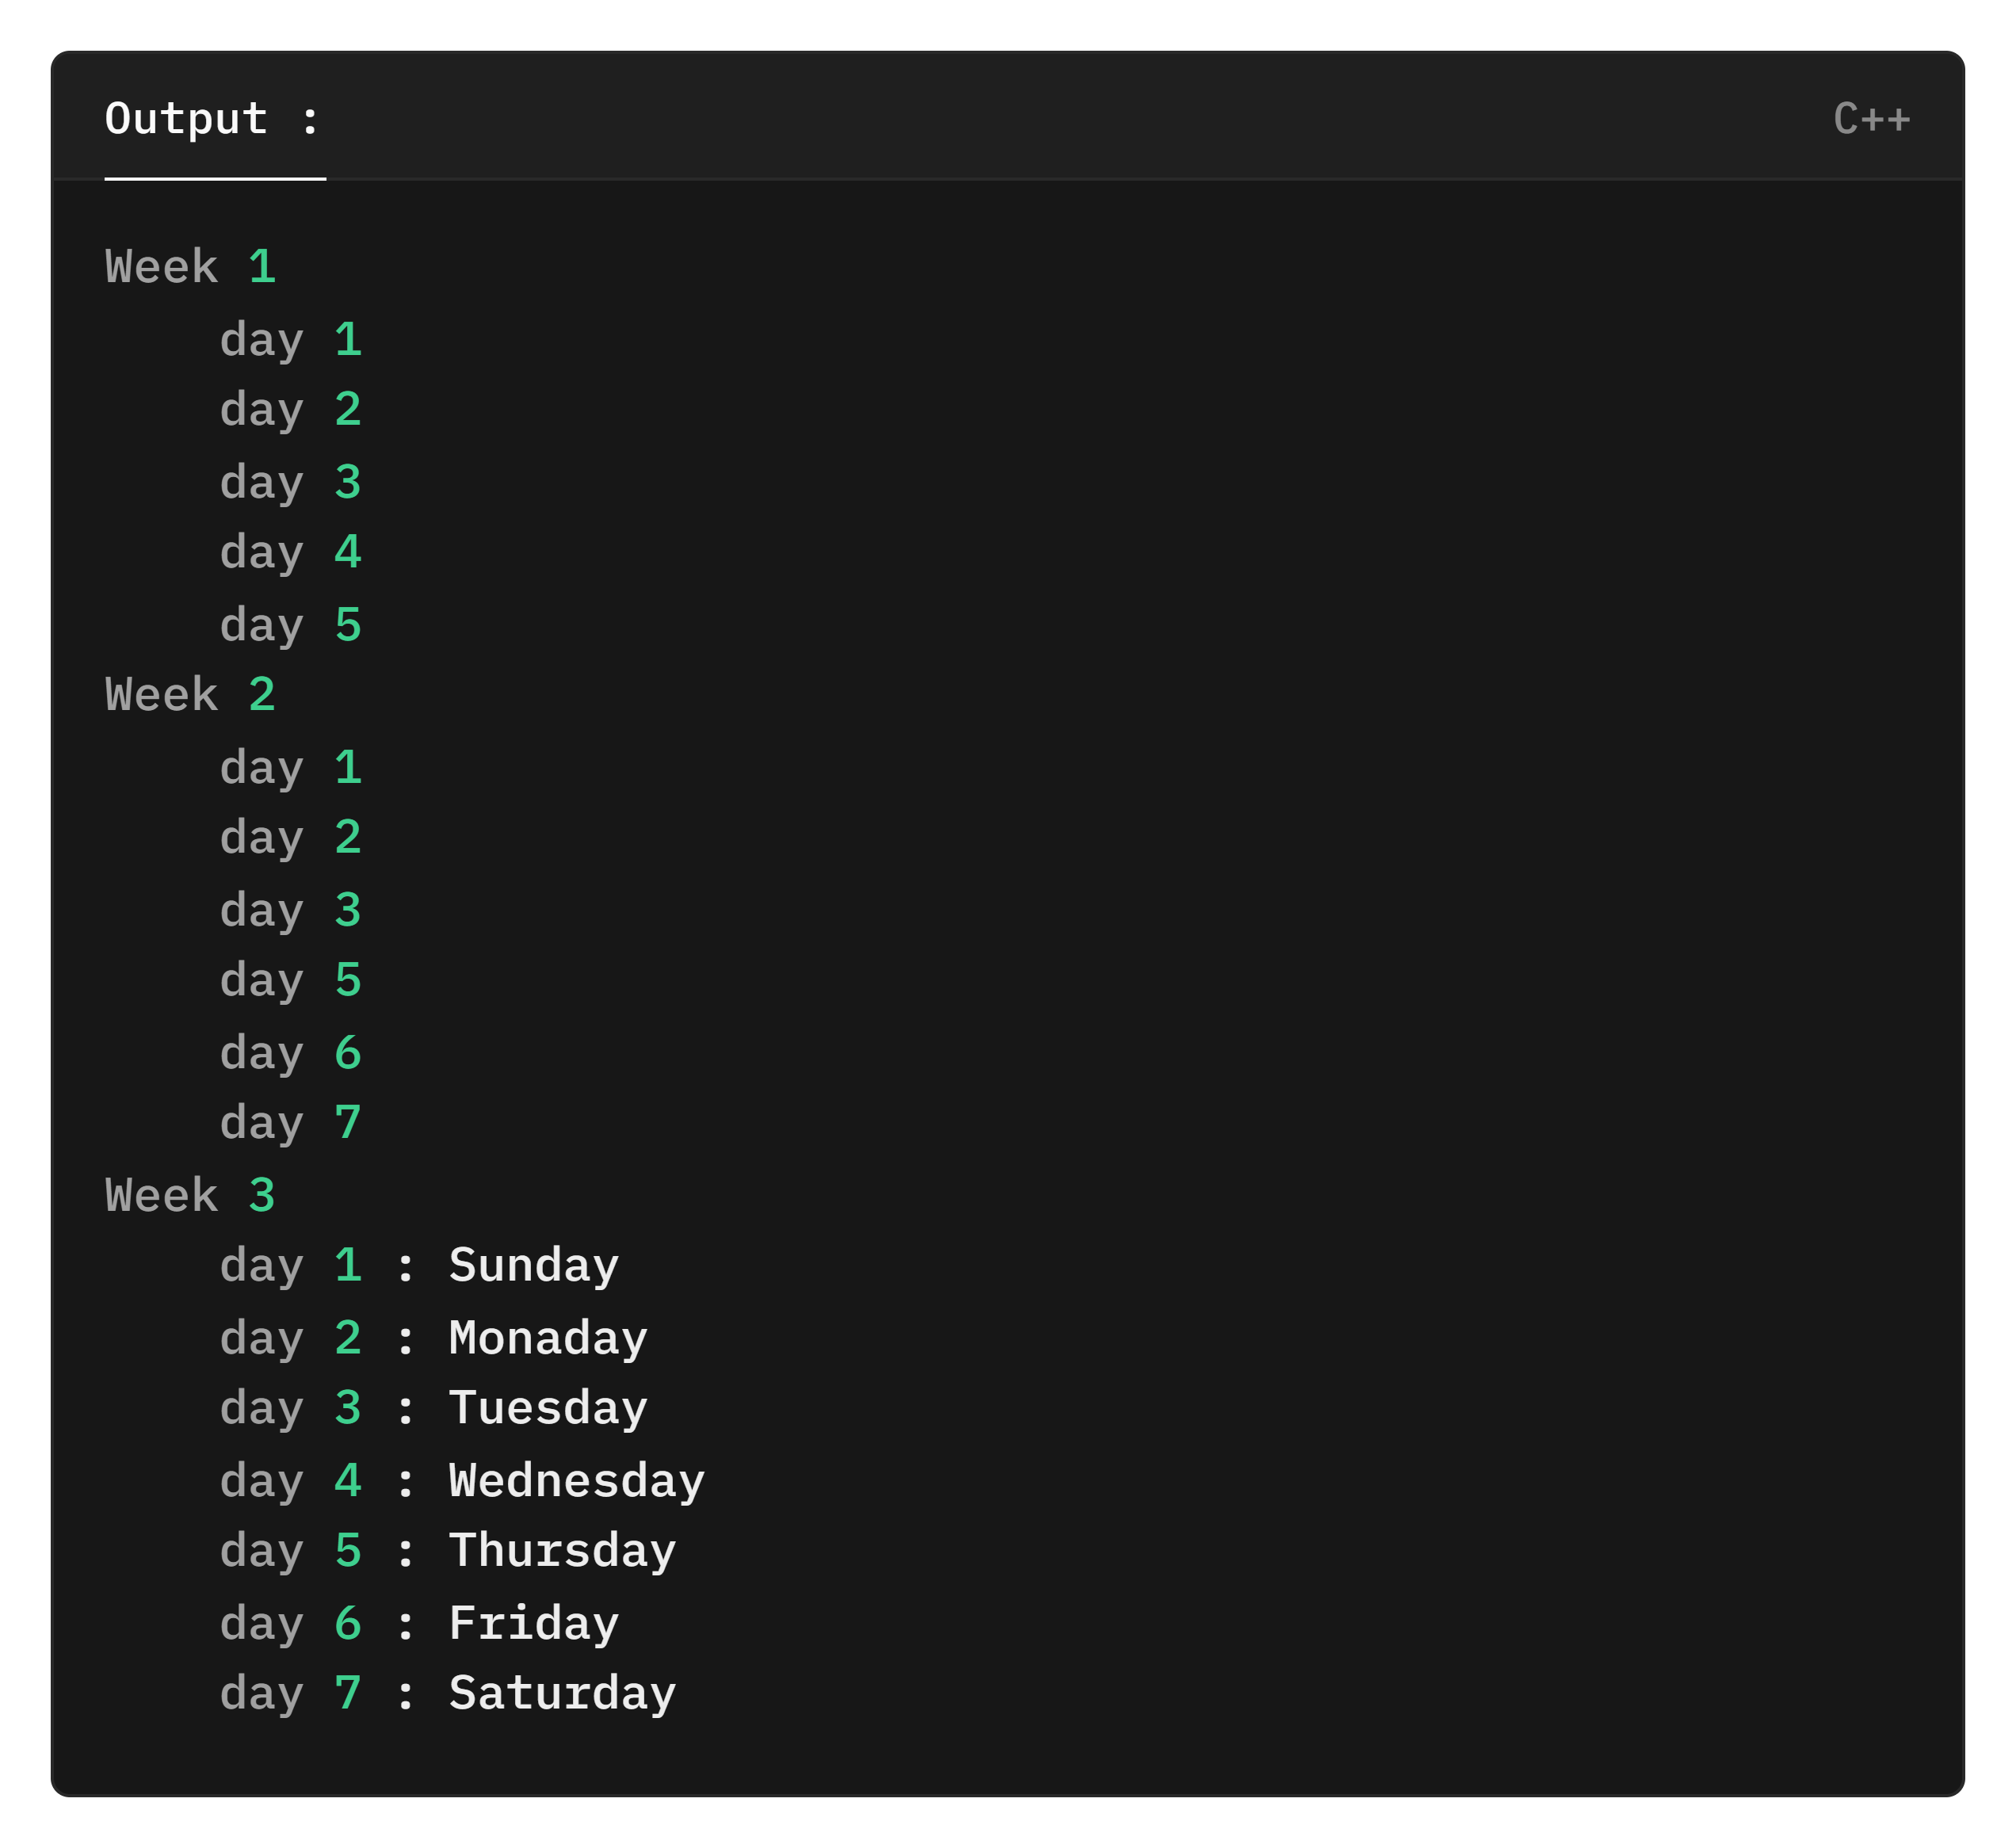 Output :
C++
Week 1
    day 1
    day 2
    day 3
    day 4
    day 5
Week 2
    day 1
    day 2
    day 3
    day 5
    day 6
    day 7
Week 3
    day 1 : Sunday
    day 2 : Monaday
    day 3 : Tuesday
    day 4 : Wednesday
    day 5 : Thursday
    day 6 : Friday
    day 7 : Saturday